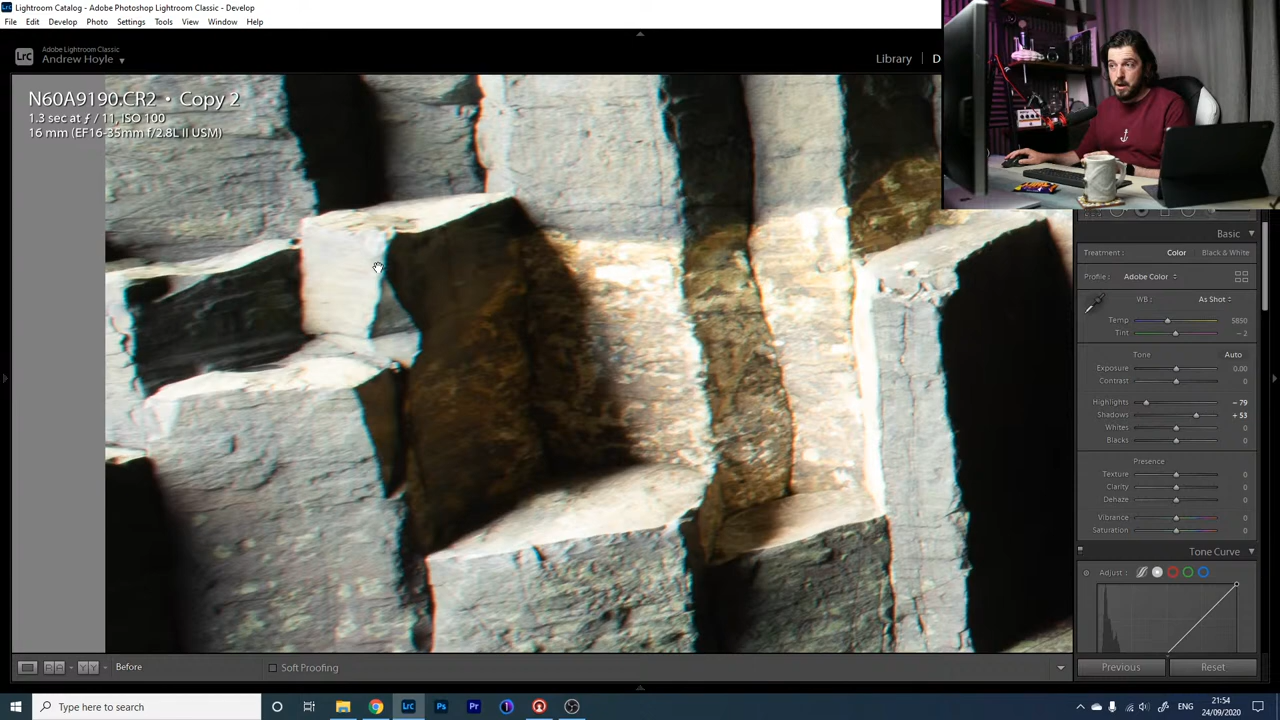 Lightroom Catalog - Adobe Photoshop Lightroom Classic - Develop
File Edit Develop Photo Settings Tools View Window Help
Lrc
Adobe Lightroom Classic
Andrew Hoyle
Library | D
N60A9190.CR2 • Copy 2
1.3 sec at ƒ / 11, ISO 100
16 mm (EF16-35mm f/2.8L II USM)
Basic
Treatment: Color Black & White
Profile: Adobe Color
WB: As Shot
Temp 5850
Tint − 2
Tone Auto
Exposure 0.00
Contrast 0
Highlights − 79
Shadows + 53
Whites 0
Blacks 0
Presence
Texture 0
Clarity 0
Dehaze 0
Vibrance 0
Saturation 0
Tone Curve
Adjust:
Before
Soft Proofing
Previous Reset
Type here to search
Lrc Ps Pr
ENG
21:54
24/09/2020